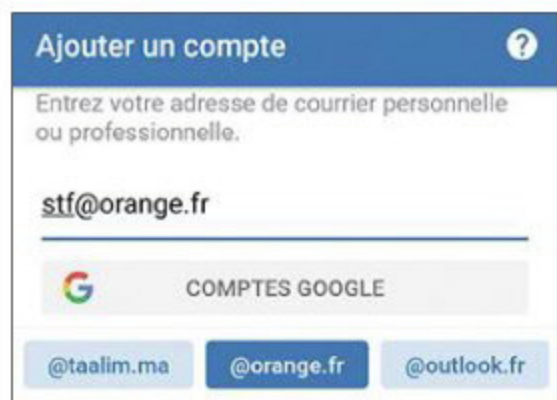 Ajouter un compte ?
Entrez votre adresse de courrier personnelle
ou professionnelle.
stf@orange.fr
G COMPTES GOOGLE
@taalim.ma @orange.fr @outlook.fr